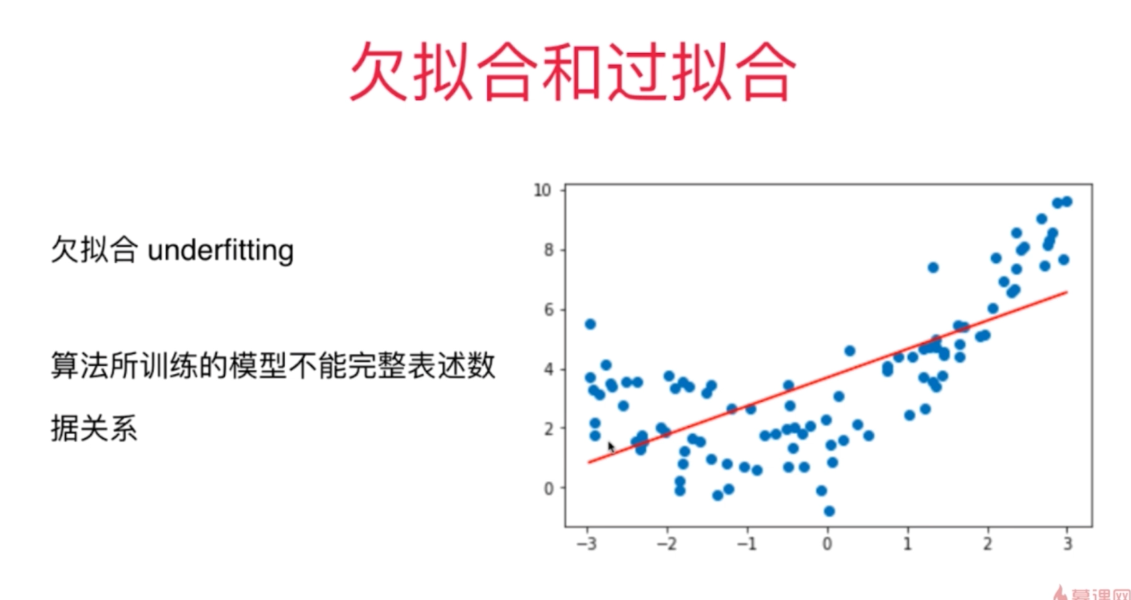 欠拟合和过拟合
欠拟合 underfitting
算法所训练的模型不能完整表述数
据关系
10
8
6
4
2
0
−3 −2 −1 0 1 2 3
慕课网